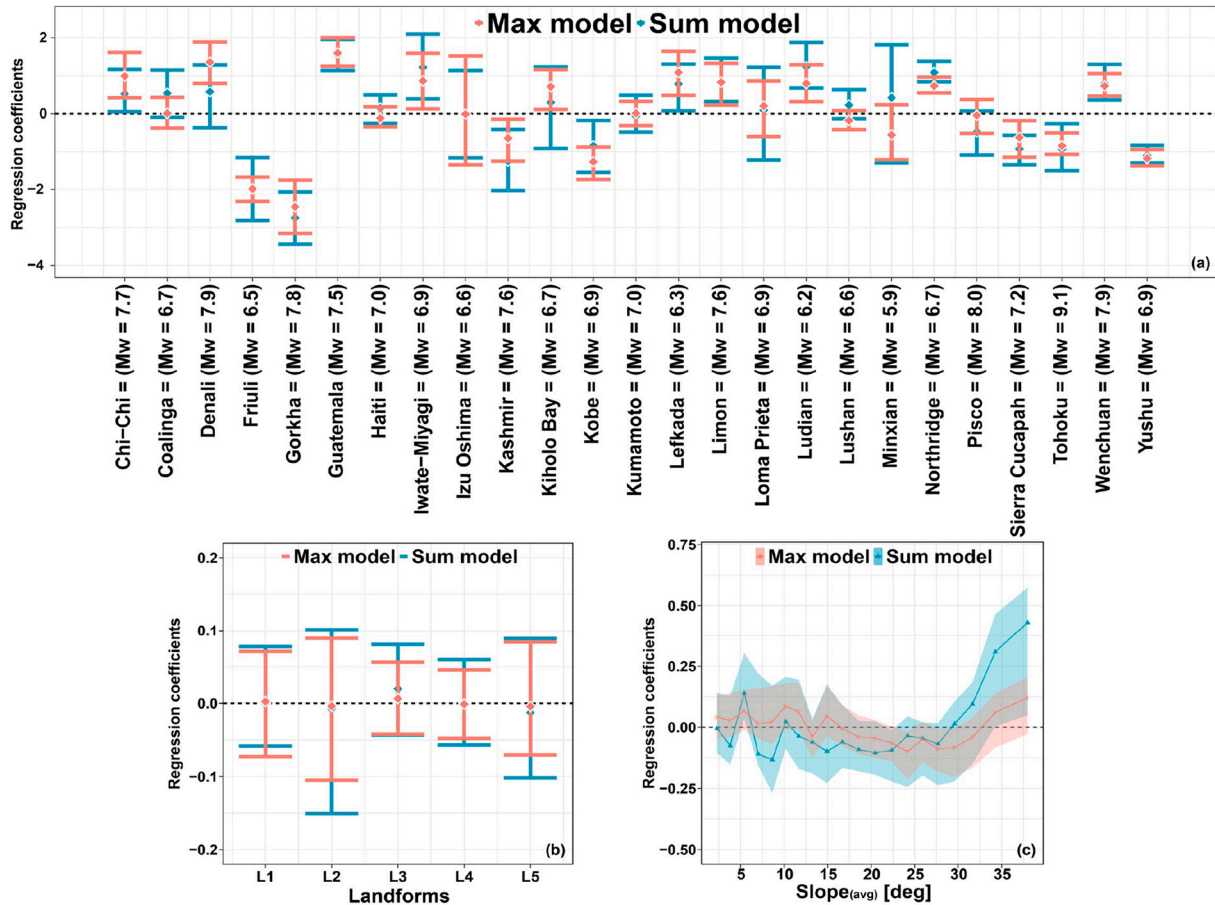 Max model Sum model
Regression coefficients
2
0
−2
−4
(a)
Chi−Chi = (Mw = 7.7)
Coalinga = (Mw = 6.7)
Denali (Mw = 7.9)
Friuli (Mw = 6.5)
Gorkha = (Mw = 7.8)
Guatemala (Mw = 7.5)
Haiti = (Mw = 7.0)
Iwate−Miyagi = (Mw = 6.9)
Izu Oshima = (Mw = 6.6)
Kashmir = (Mw = 7.6)
Kiholo Bay = (Mw = 6.7)
Kobe = (Mw = 6.9)
Kumamoto = (Mw = 7.0)
Lefkada = (Mw = 6.3)
Limon = (Mw = 7.6)
Loma Prieta = (Mw = 6.9)
Ludian = (Mw = 6.2)
Lushan = (Mw = 6.6)
Minxian = (Mw = 5.9)
Northridge = (Mw = 6.7)
Pisco = (Mw = 8.0)
Sierra Cucapah = (Mw = 7.2)
Tohoku = (Mw = 9.1)
Wenchuan = (Mw = 7.9)
Yushu = (Mw = 6.9)
Max model Sum model
Regression coefficients
0.2
0.1
0.0
−0.1
−0.2
(b)
L1 L2 L3 L4 L5
Landforms
Max model Sum model
Regression coefficients
0.75
0.50
0.25
0.00
−0.25
−0.50
(c)
5 10 15 20 25 30 35
Slope(avg) [deg]